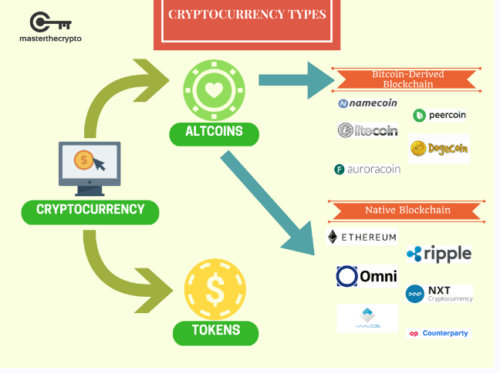 CRYPTOCURRENCY TYPES
masterthecrypto
ALTCOINS
CRYPTOCURRENCY
TOKENS
Bitcoin-Derived
Blockchain
namecoin
peercoin
litecoin
Dogecoin
auroracoin
Native Blockchain
ETHEREUM
ripple
Omni
NXT
Cryptocurrency
Counterparty